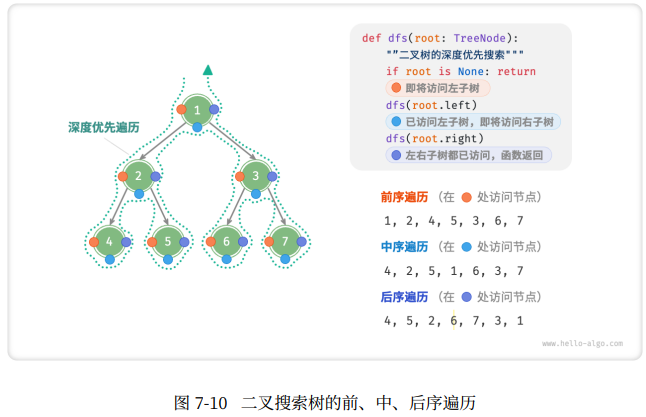 深度优先遍历
1
2
3
4
5
6
7
def dfs(root: TreeNode):
"""二叉树的深度优先搜索"""
if root is None: return
即将访问左子树
dfs(root.left)
已访问左子树，即将访问右子树
dfs(root.right)
左右子树都已访问，函数返回
前序遍历（在 处访问节点）
1, 2, 4, 5, 3, 6, 7
中序遍历（在 处访问节点）
4, 2, 5, 1, 6, 3, 7
后序遍历（在 处访问节点）
4, 5, 2, 6, 7, 3, 1
www.hello-algo.com
图 7-10 二叉搜索树的前、中、后序遍历